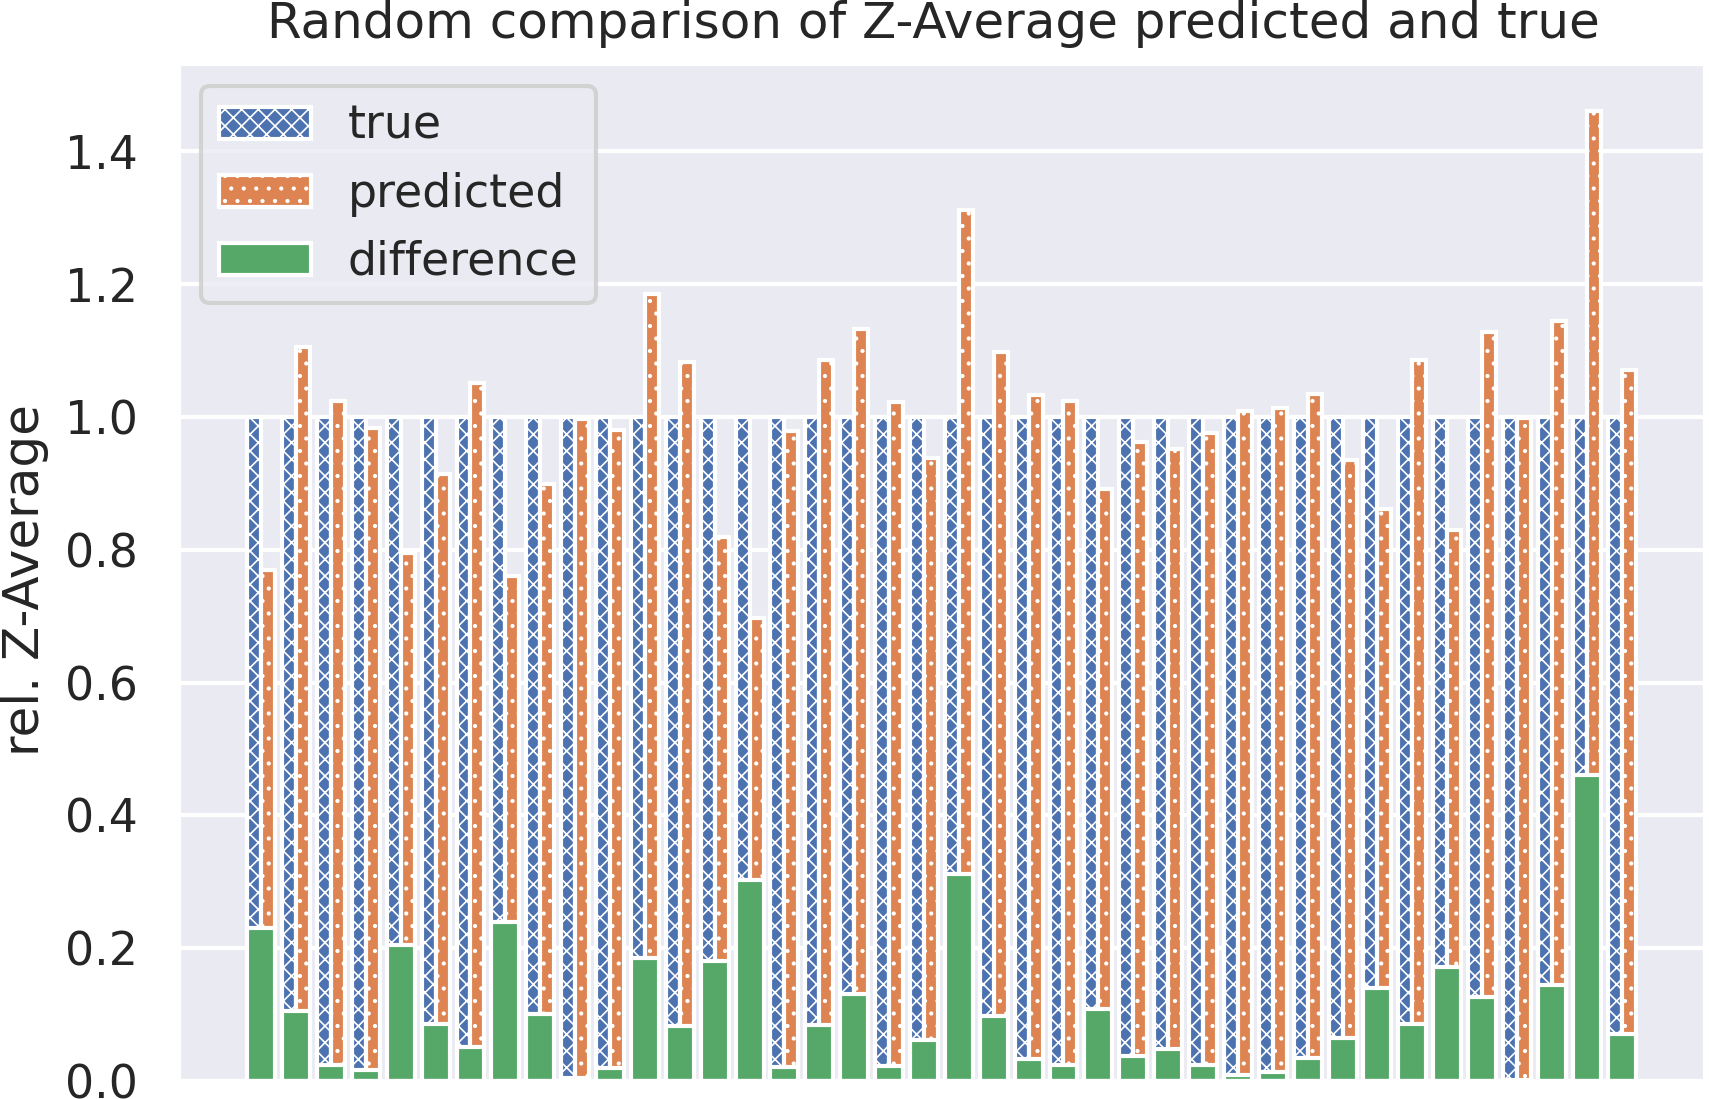 Random comparison of Z-Average predicted and true
true
predicted
difference
1.4
1.2
1.0
0.8
0.6
0.4
0.2
0.0
rel. Z-Average